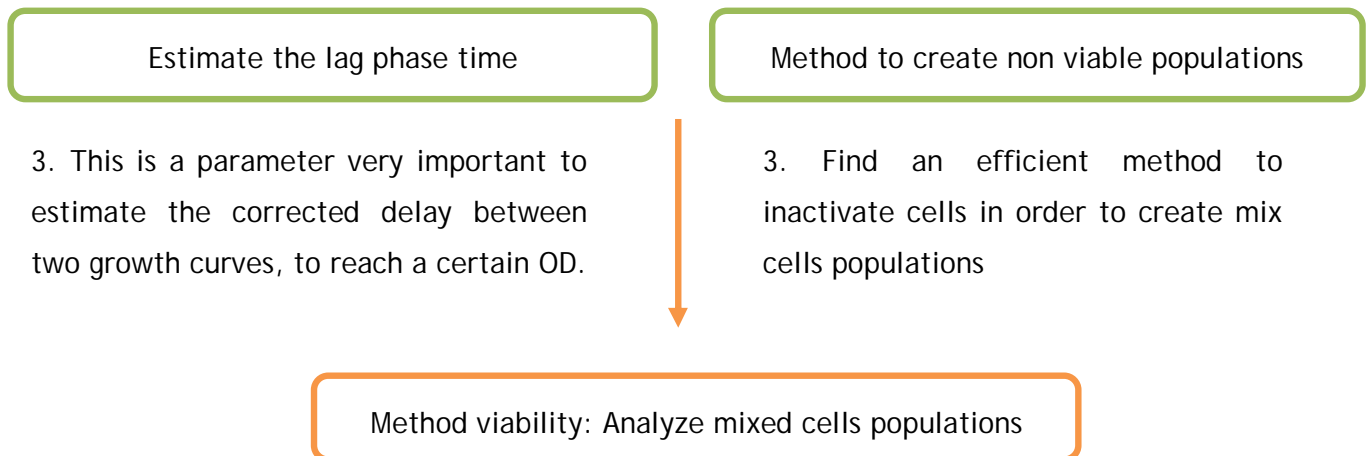 Estimate the lag phase time
Method to create non viable populations
3. This is a parameter very important to
estimate the corrected delay between
two growth curves, to reach a certain OD.
3. Find an efficient method to
inactivate cells in order to create mix
cells populations
Method viability: Analyze mixed cells populations